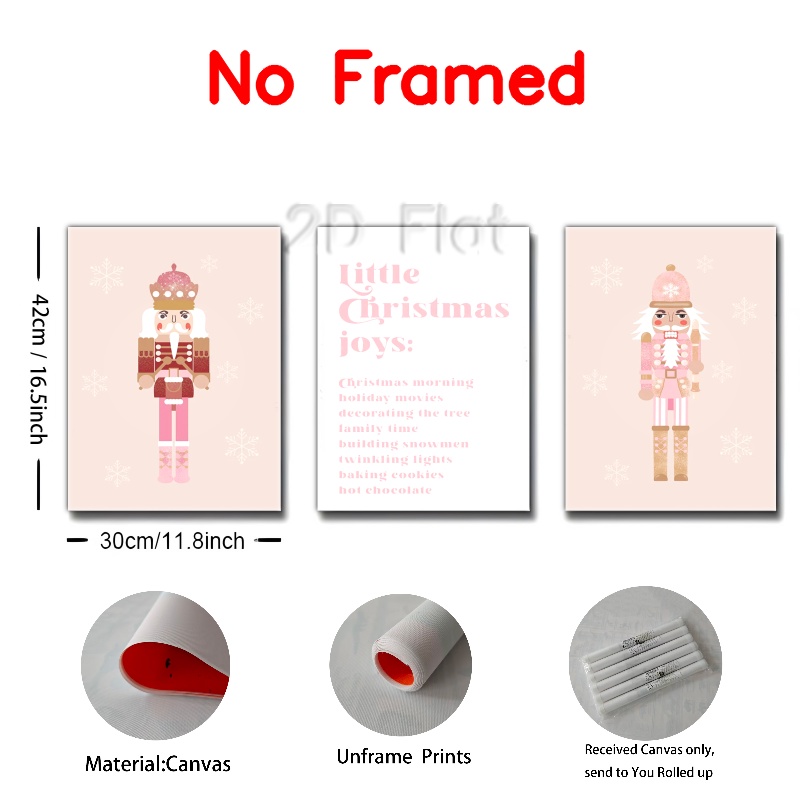 No Framed
2D Flat
42cm / 16.5inch
Little
Christmas
joys:
Christmas morning
holiday movies
decorating the tree
family time
building snowmen
twinkling lights
baking cookies
hot chocolate
30cm/11.8inch
Material:Canvas
Unframe Prints
Received Canvas only,
send to You Rolled up